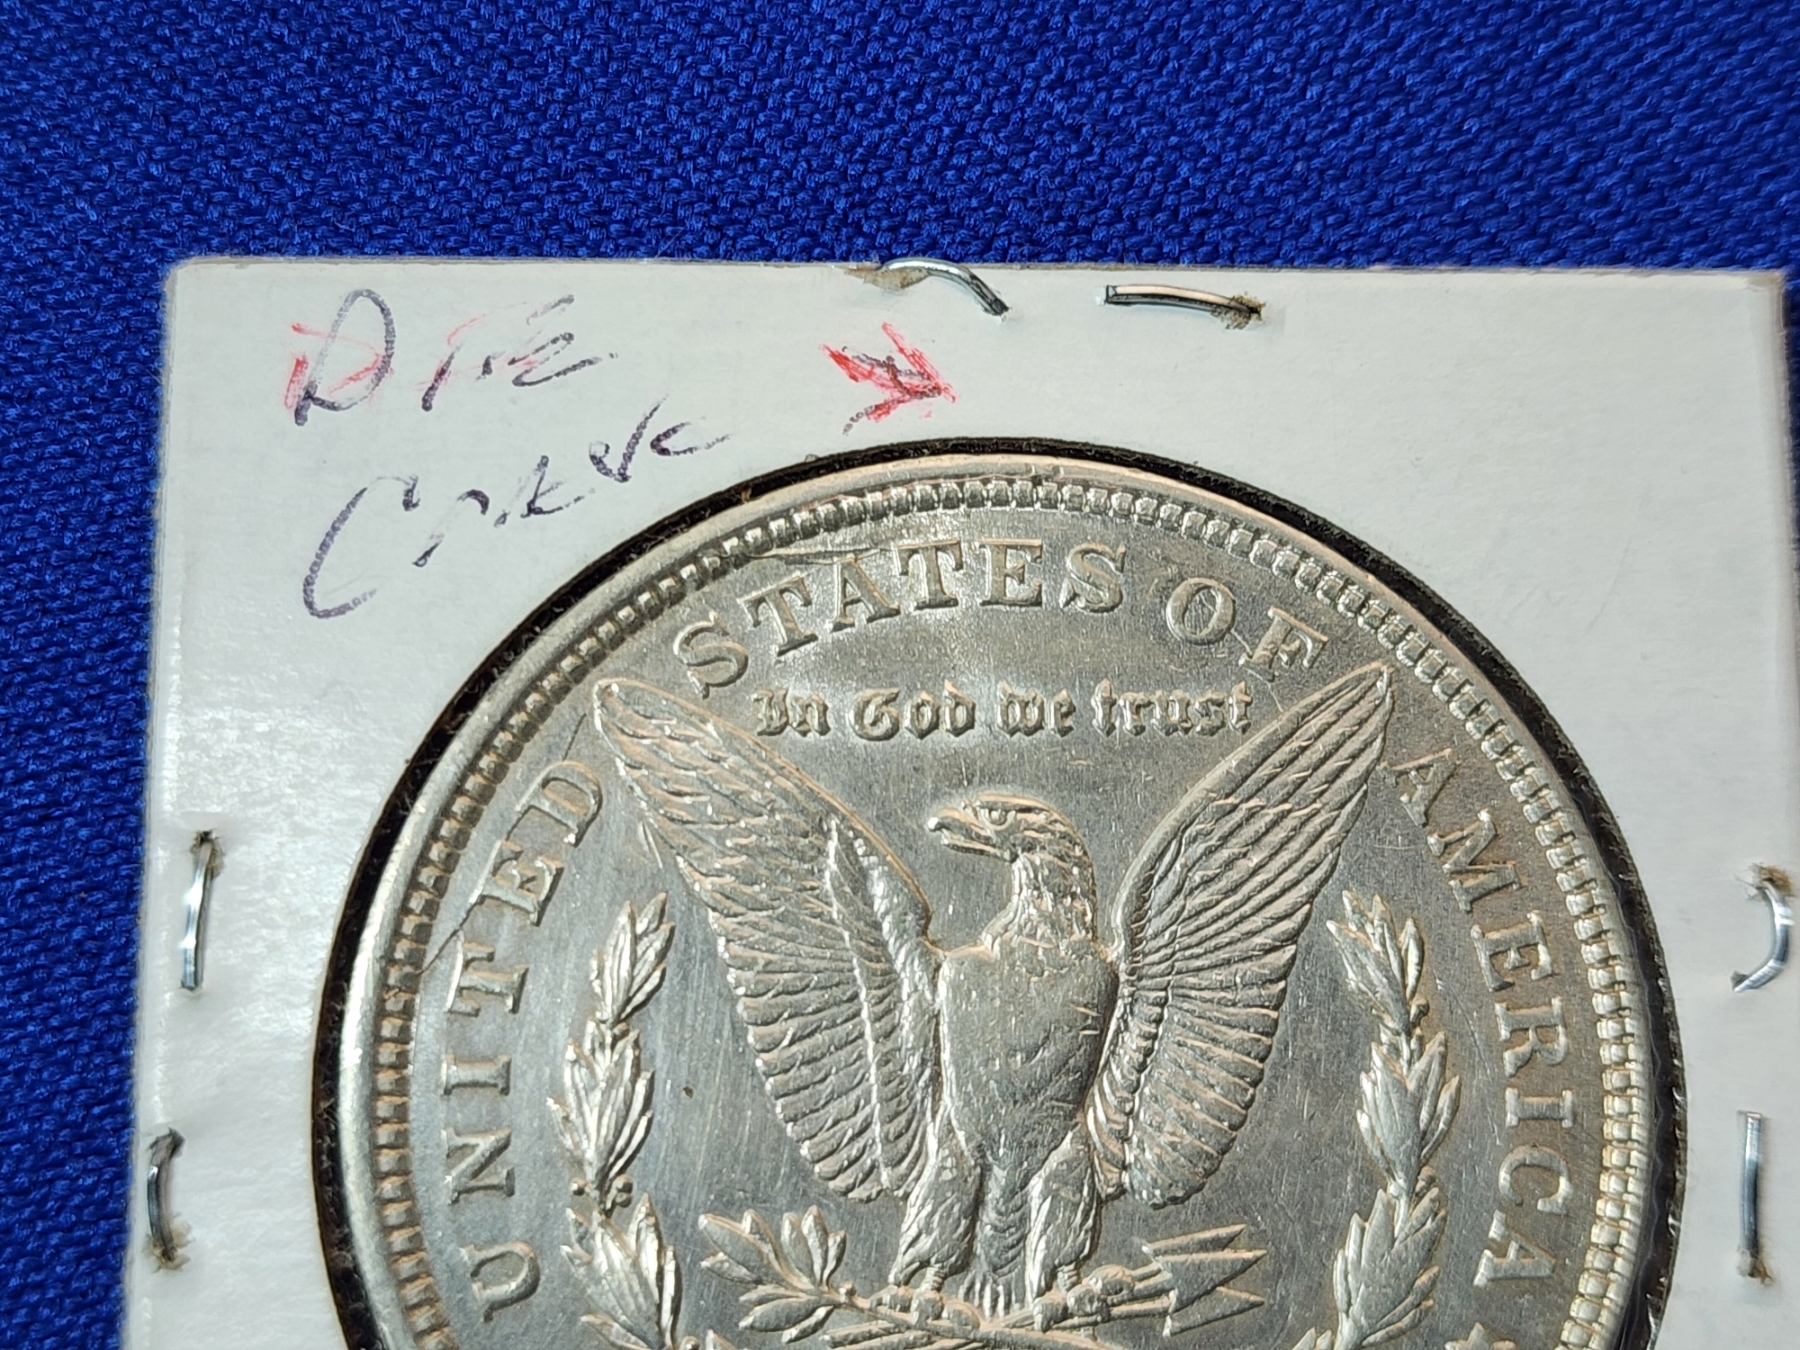 DIE
CRACK
UNITED STATES OF AMERICA
In God we trust